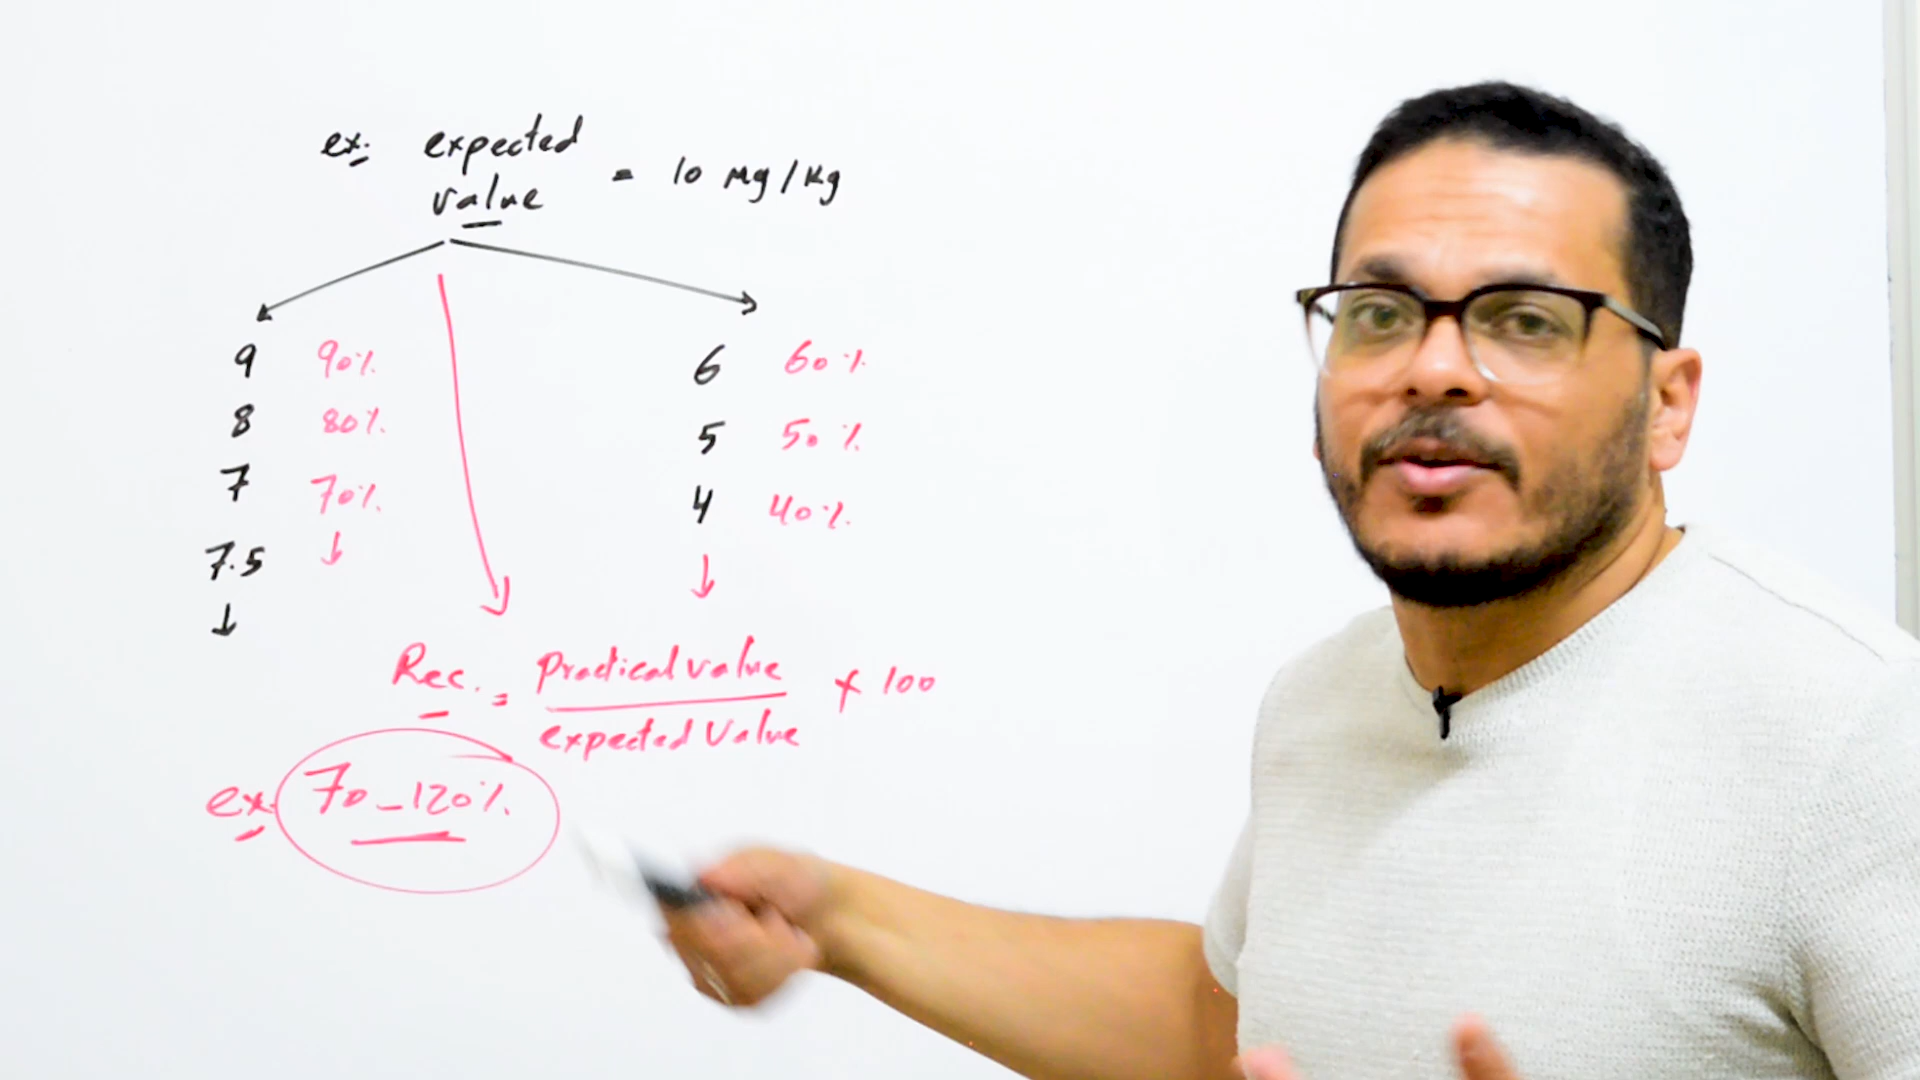 ex. expected value = 10 Mg/Kg
9 90%
8 80%
7 70%
7.5
6 60%
5 50%
4 40%
Rec. = Practical value / expected Value × 100
ex. 70-120%